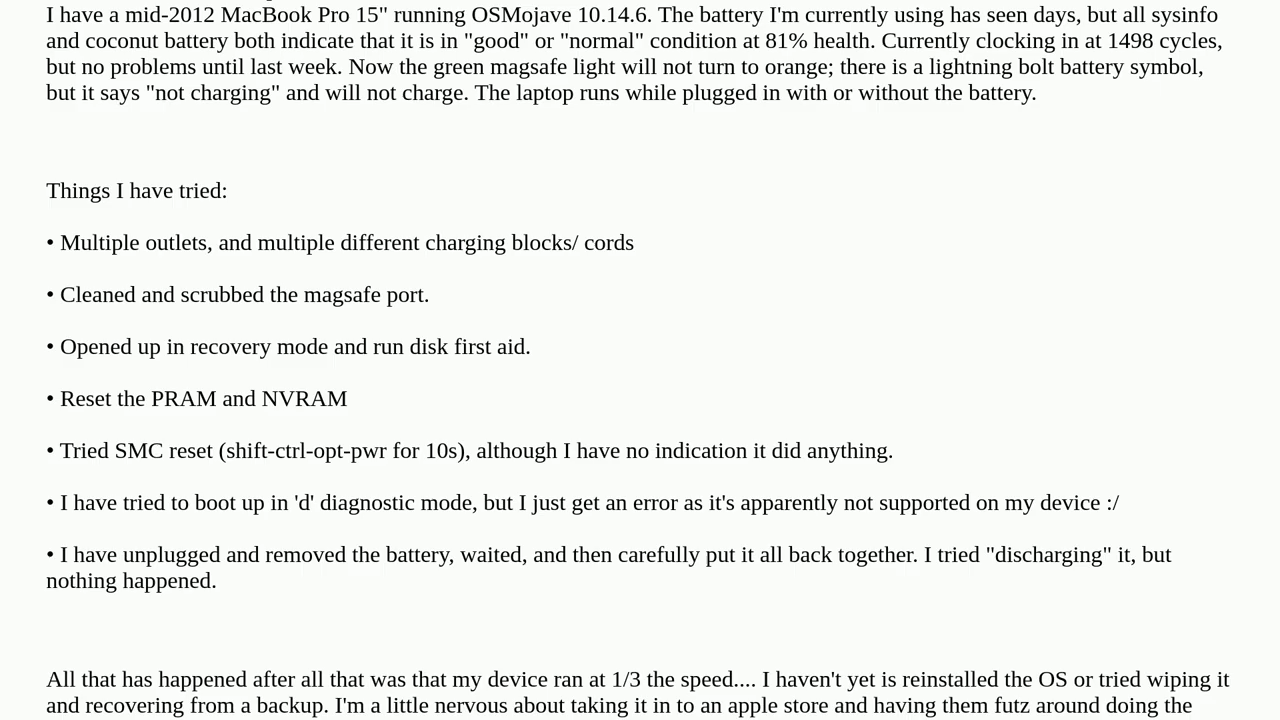 I have a mid-2012 MacBook Pro 15" running OSMojave 10.14.6. The battery I'm currently using has seen days, but all sysinfo
and coconut battery both indicate that it is in "good" or "normal" condition at 81% health. Currently clocking in at 1498 cycles,
but no problems until last week. Now the green magsafe light will not turn to orange; there is a lightning bolt battery symbol,
but it says "not charging" and will not charge. The laptop runs while plugged in with or without the battery.
Things I have tried:
• Multiple outlets, and multiple different charging blocks/ cords
• Cleaned and scrubbed the magsafe port.
• Opened up in recovery mode and run disk first aid.
• Reset the PRAM and NVRAM
• Tried SMC reset (shift-ctrl-opt-pwr for 10s), although I have no indication it did anything.
• I have tried to boot up in 'd' diagnostic mode, but I just get an error as it's apparently not supported on my device :/
• I have unplugged and removed the battery, waited, and then carefully put it all back together. I tried "discharging" it, but
nothing happened.
All that has happened after all that was that my device ran at 1/3 the speed.... I haven't yet is reinstalled the OS or tried wiping it
and recovering from a backup. I'm a little nervous about taking it in to an apple store and having them futz around doing the